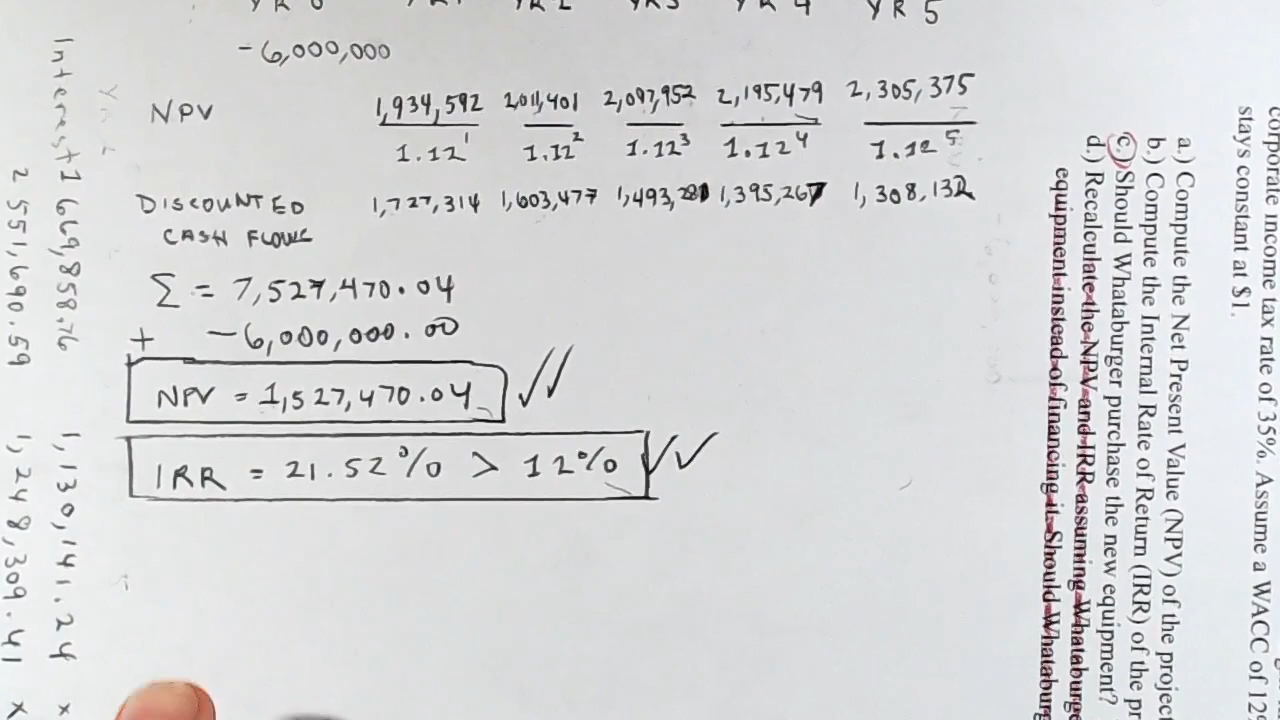 YR 0 YR 1 YR 2 YR 3 YR 4 YR 5
-6,000,000
NPV 1,934,592 2,011,401 2,097,952 2,195,479 2,305,375
1.12¹ 1.12² 1.12³ 1.12⁴ 1.12⁵
DISCOUNTED 1,727,314 1,603,477 1,493,281 1,395,267 1,308,132
CASH FLOWS
Σ = 7,527,470.04
+ -6,000,000.00
NPV = 1,527,470.04
IRR = 21.52% > 12%
Interest 1 669,858.76 1,130,141.24 x
2 551,690.59 1,248,309.41 x
corporate income tax rate of 35%. Assume a WACC of 12%
stays constant at $1.
a.) Compute the Net Present Value (NPV) of the project
b.) Compute the Internal Rate of Return (IRR) of the
c.) Should Whataburger purchase the new equipment?
d.) Recalculate the NPV and IRR assuming
equipment instead of financing it. Should